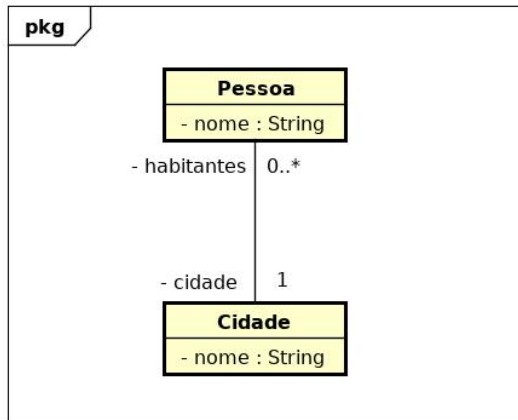 pkg
Pessoa
- nome : String
- habitantes 0..*
- cidade 1
Cidade
- nome : String